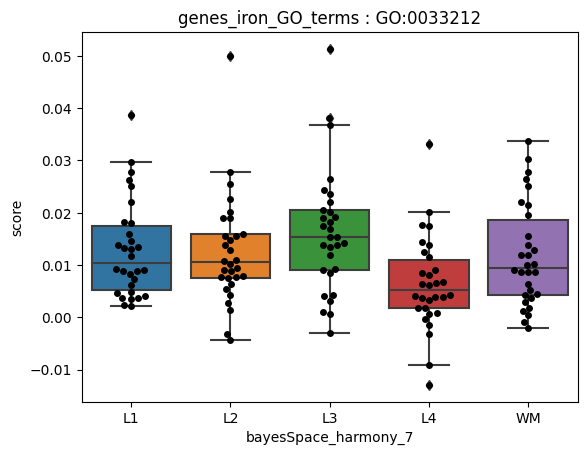 genes_iron_GO_terms : GO:0033212
0.05
0.04
0.03
0.02
0.01
0.00
−0.01
score
L1 L2 L3 L4 WM
bayesSpace_harmony_7